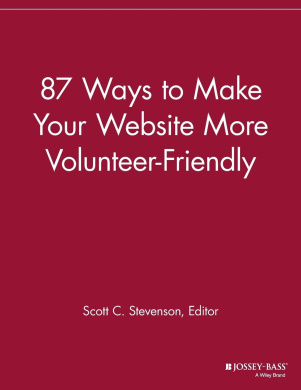 87 Ways to Make
Your Website More
Volunteer-Friendly
Scott C. Stevenson, Editor
JOSSEY-BASS
A Wiley Brand